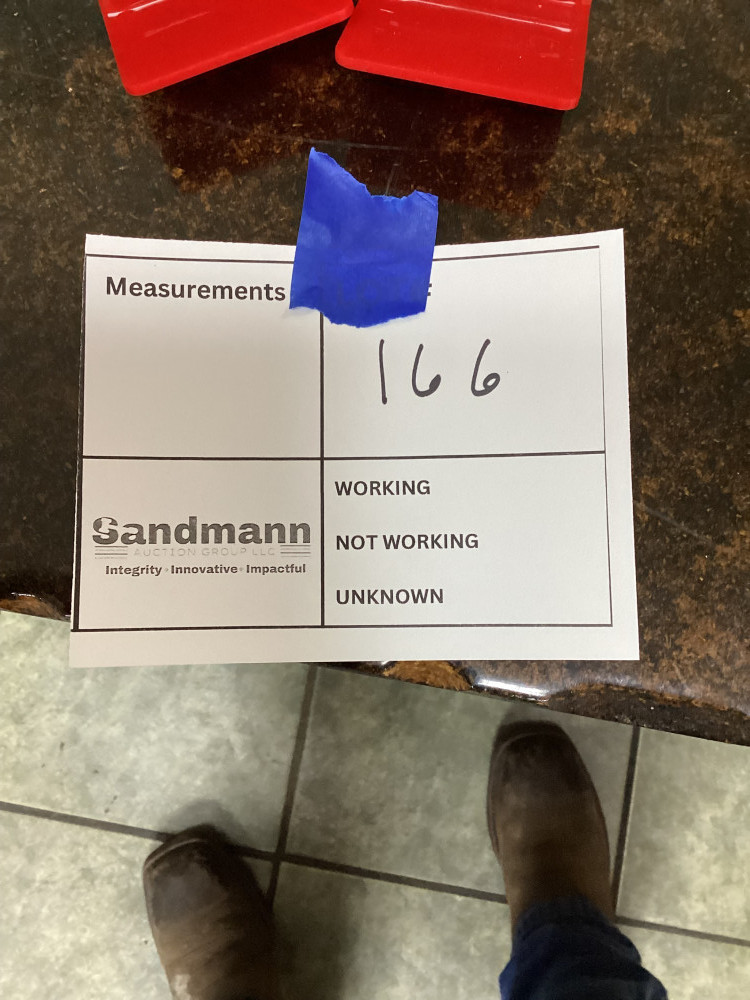 Measurements
166
WORKING
Sandmann
AUCTION GROUP LLC
Integrity • Innovative • Impactful
NOT WORKING
UNKNOWN